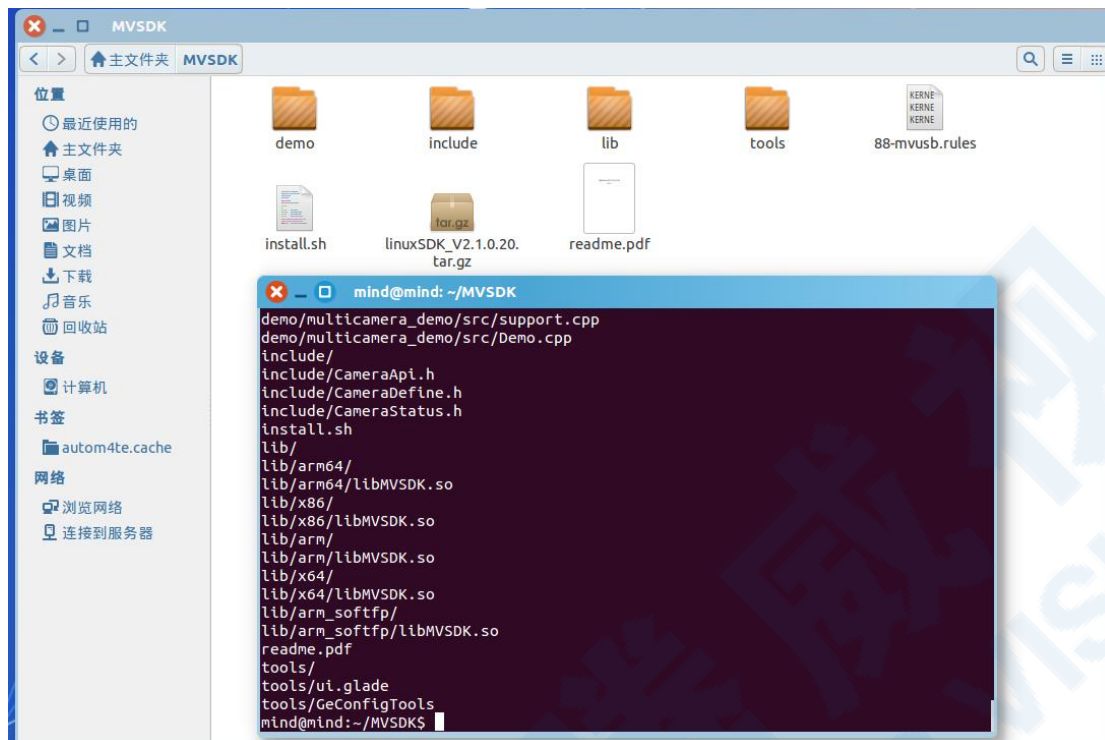 MVSDK
主文件夹 MVSDK
位置
最近使用的
主文件夹
桌面
视频
图片
文档
下载
音乐
回收站
设备
计算机
书签
autom4te.cache
网络
浏览网络
连接到服务器
demo
include
lib
tools
KERNE
KERNE
KERNE
88-mvusb.rules
install.sh
tar.gz
linuxSDK_V2.1.0.20.
tar.gz
readme.pdf
mind@mind: ~/MVSDK
demo/multicamera_demo/src/support.cpp
demo/multicamera_demo/src/Demo.cpp
include/
include/CameraApi.h
include/CameraDefine.h
include/CameraStatus.h
install.sh
lib/
lib/arm64/
lib/arm64/libMVSDK.so
lib/x86/
lib/x86/libMVSDK.so
lib/arm/
lib/arm/libMVSDK.so
lib/x64/
lib/x64/libMVSDK.so
lib/arm_softfp/
lib/arm_softfp/libMVSDK.so
readme.pdf
tools/
tools/ui.glade
tools/GeConfigTools
mind@mind:~/MVSDK$